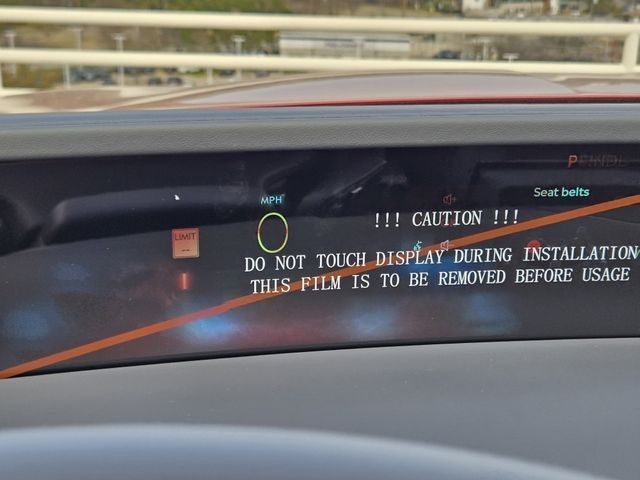 P
Seat belts
MPH
0
!!! CAUTION !!!
LIMIT
--
DO NOT TOUCH DISPLAY DURING INSTALLATION
THIS FILM IS TO BE REMOVED BEFORE USAGE